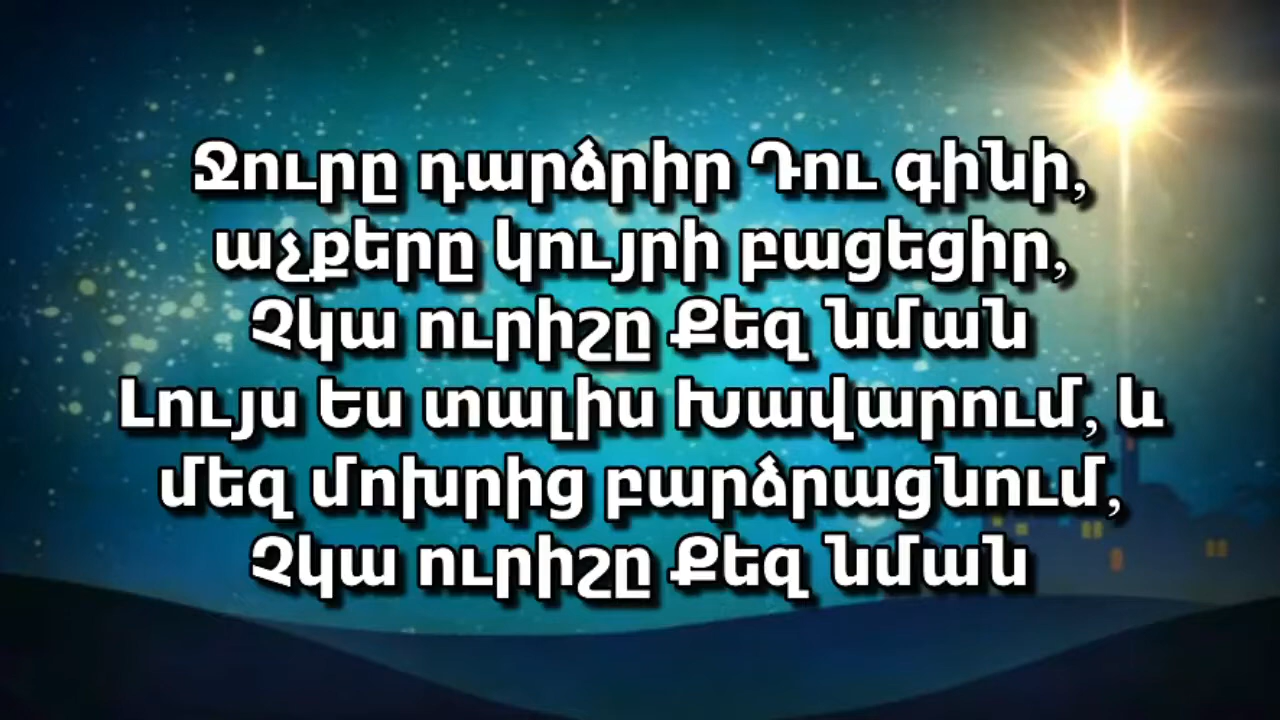 Ջուրը դարձրիր Դու գինի,
աչքերը կույրի բացեցիր,
Չկա ուրիշը Քեզ նման
Լույս Ես տալիս Խավարում, և
մեզ մոխրից բարձրացնում,
Չկա ուրիշը Քեզ նման